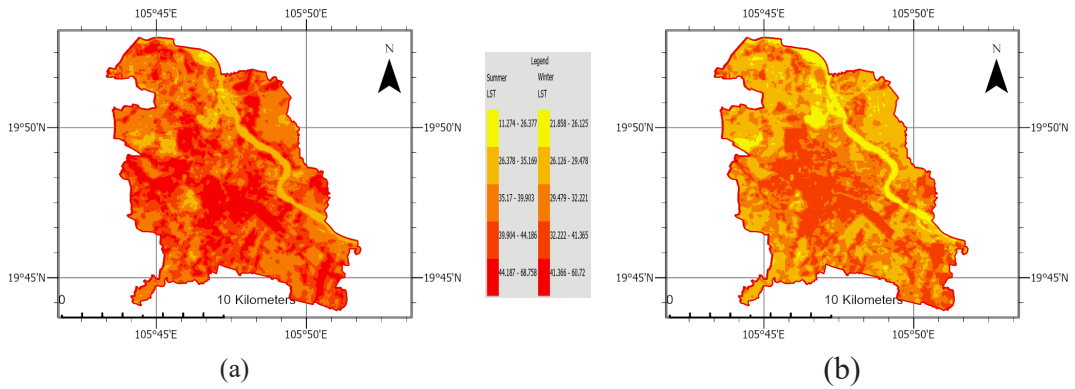 105°45'E 105°50'E
N
19°50'N
19°45'N
0 10 Kilometers
105°45'E 105°50'E
(a)
Legend
Summer Winter
LST LST
11.274 - 26.377 21.858 - 26.125
26.378 - 35.169 26.126 - 29.478
35.17 - 39.903 29.479 - 32.221
39.904 - 44.186 32.222 - 41.365
44.187 - 68.758 41.366 - 60.72
105°45'E 105°50'E
N
19°50'N 19°50'N
19°45'N 19°45'N
0 10 Kilometers
105°45'E 105°50'E
(b)